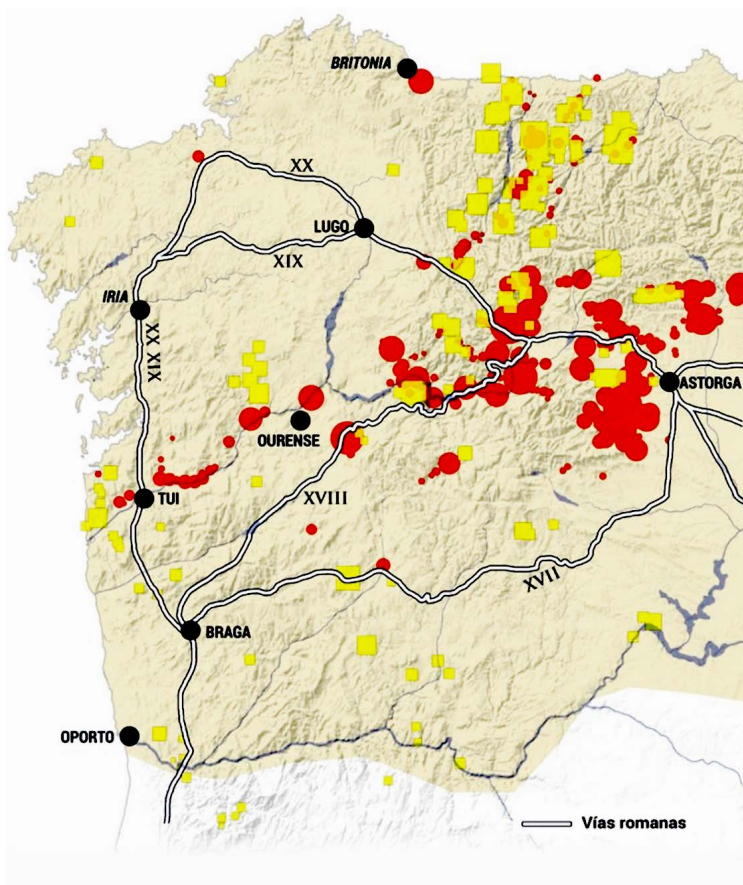 BRITONIA
XX
LUGO
XIX
IRIA
XX
XIX
ASTORGA
OURENSE
TUI
XVIII
XVII
BRAGA
OPORTO
Vías romanas